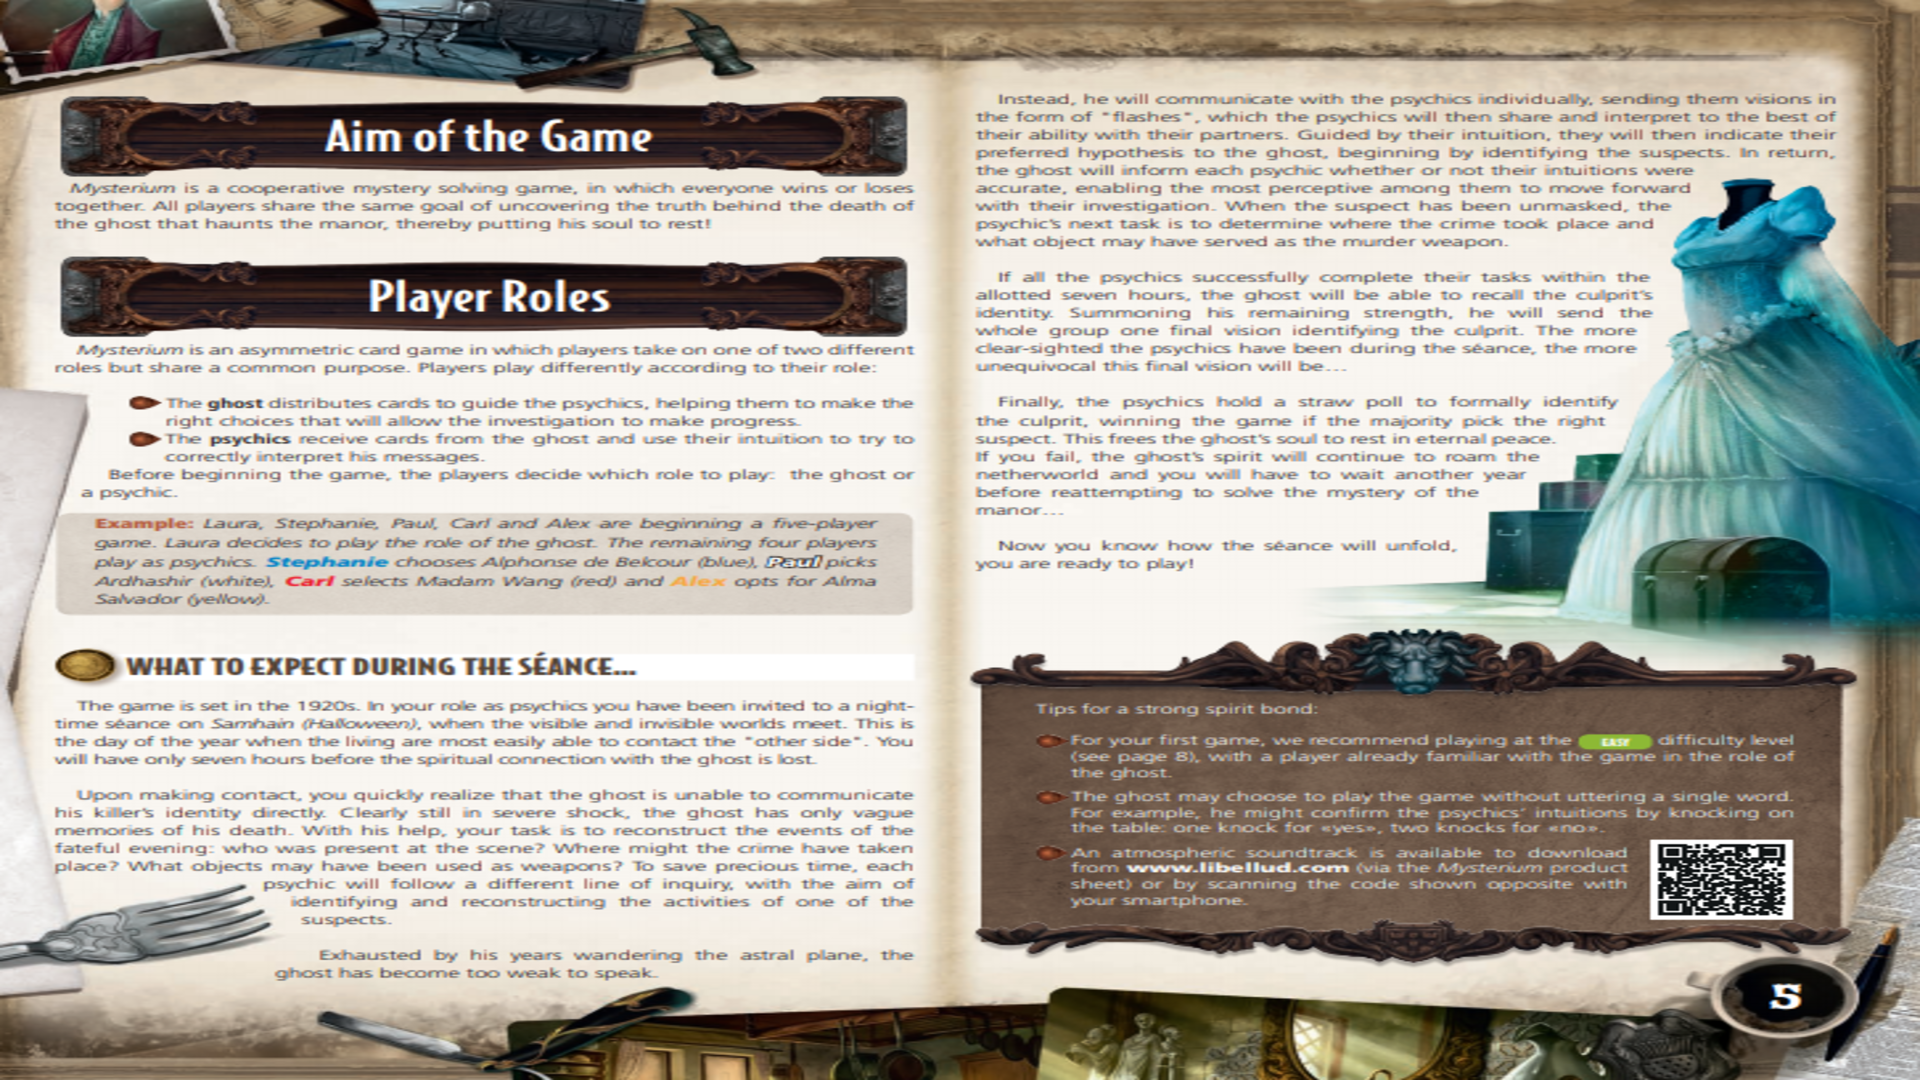 Aim of the Game
Mysterium is a cooperative mystery solving game, in which everyone wins or loses
together. All players share the same goal of uncovering the truth behind the death of
the ghost that haunts the manor, thereby putting his soul to rest!
Player Roles
Mysterium is an asymmetric card game in which players take on one of two different
roles but share a common purpose. Players play differently according to their role:
The ghost distributes cards to guide the psychics, helping them to make the
right choices that will allow the investigation to make progress.
The psychics receive cards from the ghost and use their intuition to try to
correctly interpret his messages.
Before beginning the game, the players decide which role to play: the ghost or
a psychic.
Example: Laura, Stephanie, Paul, Carl and Alex are beginning a five-player
game. Laura decides to play the role of the ghost. The remaining four players
play as psychics. Stephanie chooses Alphonse de Belcour (blue), Paul picks
Ardhashir (white), Carl selects Madam Wang (red) and Alex opts for Alma
Salvador (yellow).
WHAT TO EXPECT DURING THE SÉANCE...
The game is set in the 1920s. In your role as psychics you have been invited to a night-
time séance on Samhain (Halloween), when the visible and invisible worlds meet. This is
the day of the year when the living are most easily able to contact the "other side". You
will have only seven hours before the spiritual connection with the ghost is lost.
Upon making contact, you quickly realize that the ghost is unable to communicate
his killer's identity directly. Clearly still in severe shock, the ghost has only vague
memories of his death. With his help, your task is to reconstruct the events of the
fateful evening: who was present at the scene? Where might the crime have taken
place? What objects may have been used as weapons? To save precious time, each
psychic will follow a different line of inquiry, with the aim of
identifying and reconstructing the activities of one of the
suspects.
Exhausted by his years wandering the astral plane, the
ghost has become too weak to speak.
Instead, he will communicate with the psychics individually, sending them visions in
the form of "flashes", which the psychics will then share and interpret to the best of
their ability with their partners. Guided by their intuition, they will then indicate their
preferred hypothesis to the ghost, beginning by identifying the suspects. In return,
the ghost will inform each psychic whether or not their intuitions were
accurate, enabling the most perceptive among them to move forward
with their investigation. When the suspect has been unmasked, the
psychic's next task is to determine where the crime took place and
what object may have served as the murder weapon.
If all the psychics successfully complete their tasks within the
allotted seven hours, the ghost will be able to recall the culprit's
identity. Summoning his remaining strength, he will send the
whole group one final vision identifying the culprit. The more
clear-sighted the psychics have been during the séance, the more
unequivocal this final vision will be...
Finally, the psychics hold a straw poll to formally identify
the culprit, winning the game if the majority pick the right
suspect. This frees the ghost's soul to rest in eternal peace.
If you fail, the ghost's spirit will continue to roam the
netherworld and you will have to wait another year
before reattempting to solve the mystery of the
manor...
Now you know how the séance will unfold,
you are ready to play!
Tips for a strong spirit bond:
For your first game, we recommend playing at the EASY difficulty level
(see page 8), with a player already familiar with the game in the role of
the ghost.
The ghost may choose to play the game without uttering a single word.
For example, he might confirm the psychics' intuitions by knocking on
the table: one knock for «yes», two knocks for «no».
An atmospheric soundtrack is available to download
from www.libellud.com (via the Mysterium product
sheet) or by scanning the code shown opposite with
your smartphone.
5